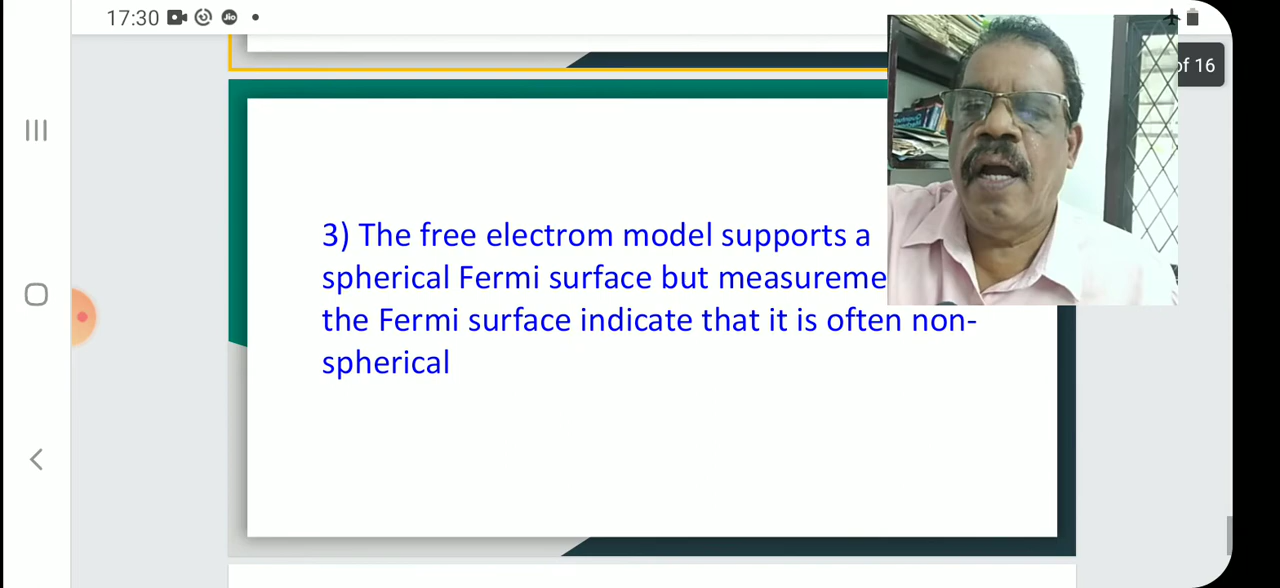 17:30
Jio
of 16
3) The free electrom model supports a
spherical Fermi surface but measureme
the Fermi surface indicate that it is often non-
spherical